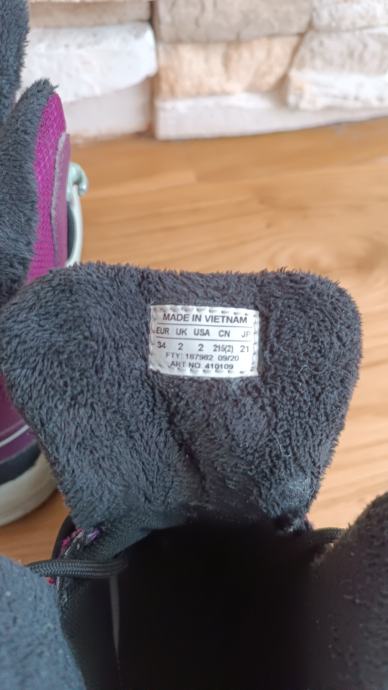 MADE IN VIETNAM
EUR UK USA CN JP
34 2 2 215(2) 21
FTY: 187982 09/20
ART NO. 410109